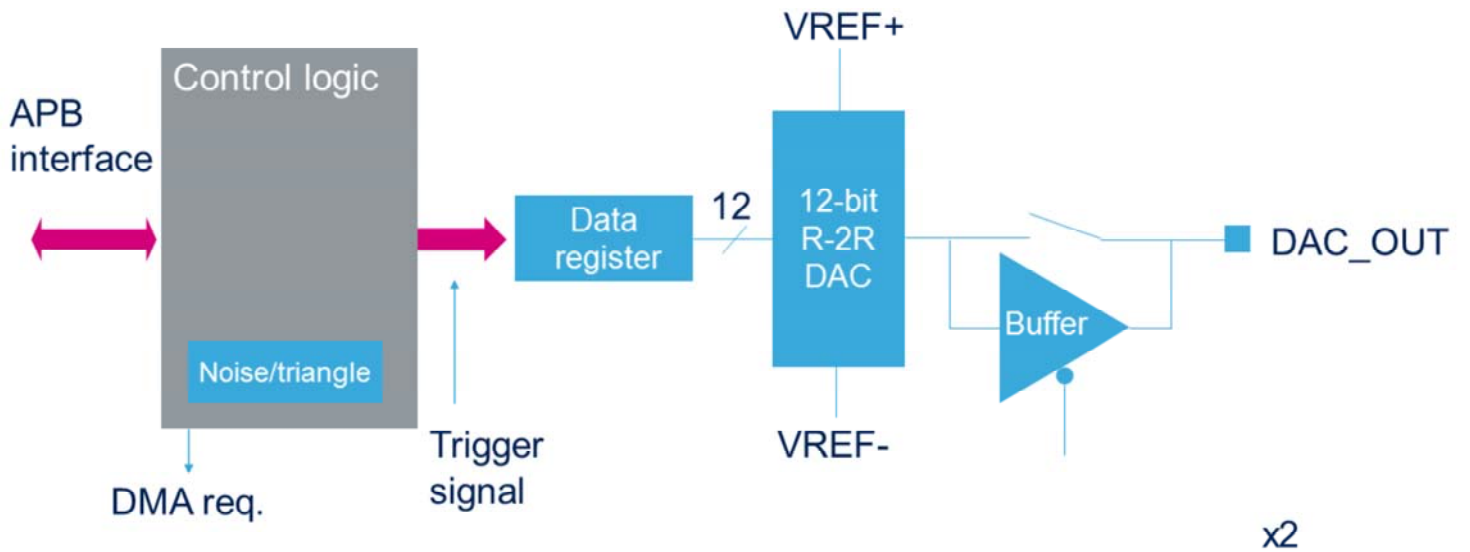 VREF+
Control logic
APB
interface
12
12-bit
R-2R
DAC
Data
register
DAC_OUT
Buffer
Noise/triangle
Trigger
signal
VREF-
DMA req.
x2